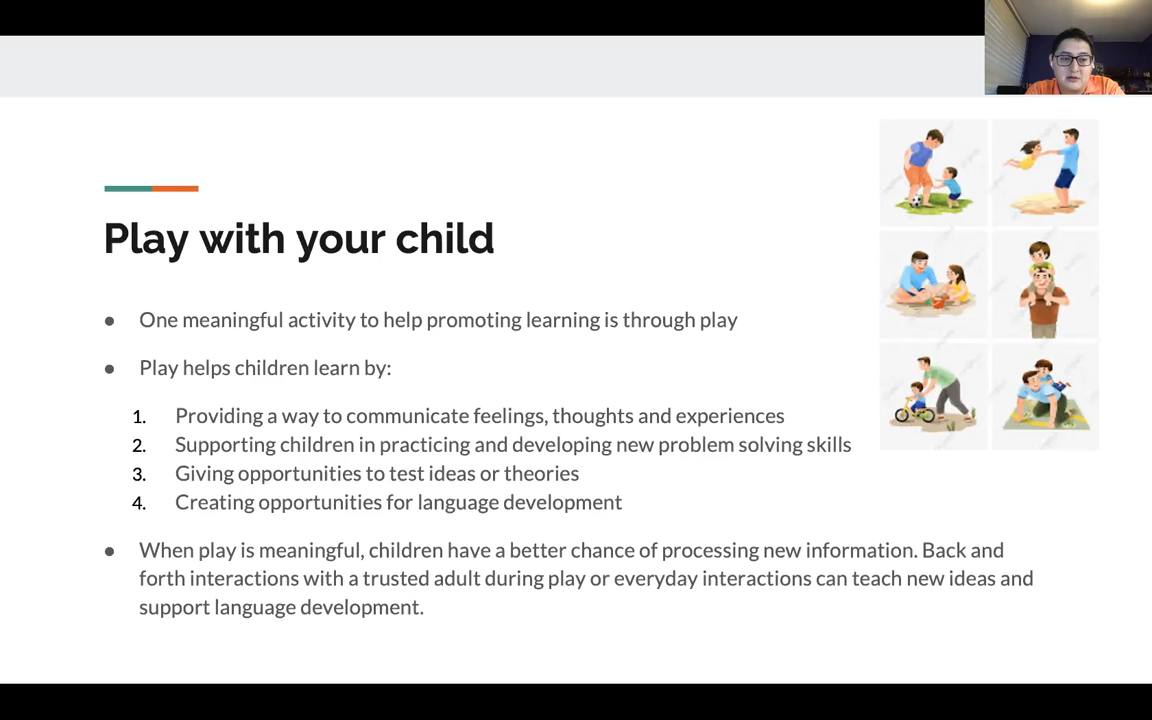 Play with your child
● One meaningful activity to help promoting learning is through play
● Play helps children learn by:
1. Providing a way to communicate feelings, thoughts and experiences
2. Supporting children in practicing and developing new problem solving skills
3. Giving opportunities to test ideas or theories
4. Creating opportunities for language development
● When play is meaningful, children have a better chance of processing new information. Back and
forth interactions with a trusted adult during play or everyday interactions can teach new ideas and
support language development.